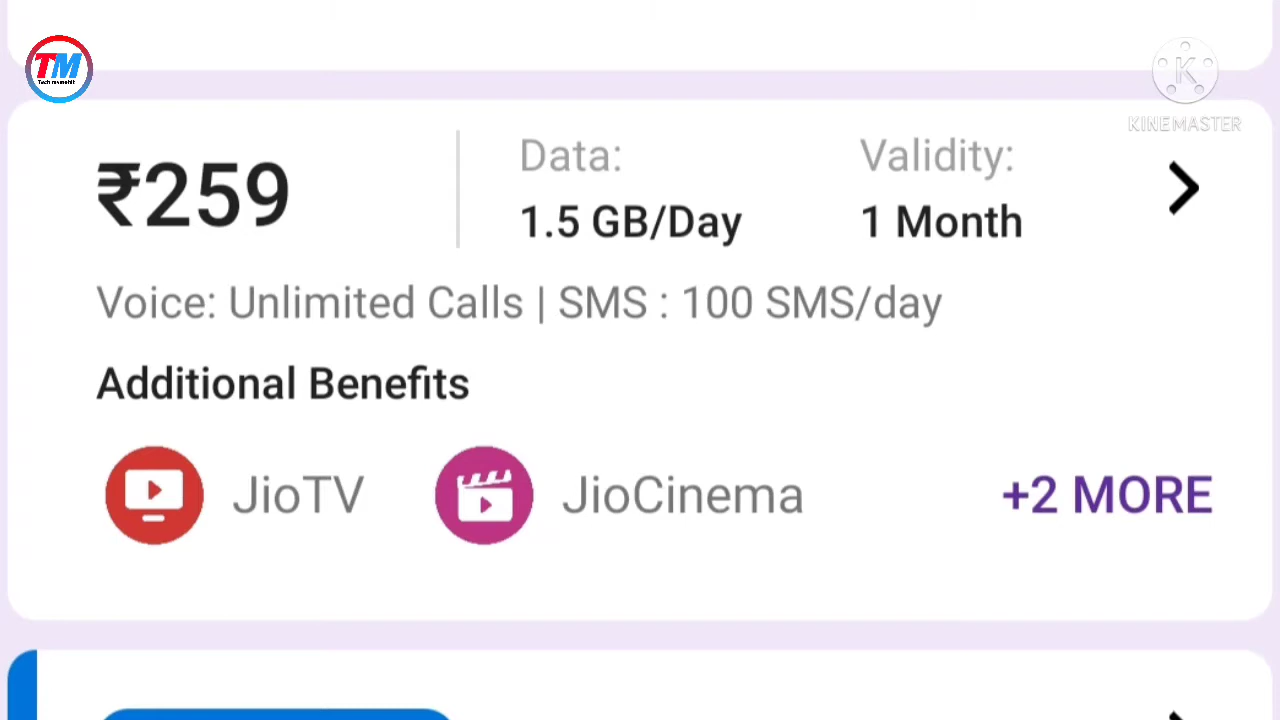 TM
KINEMASTER
₹259
Data:
1.5 GB/Day
Validity:
1 Month
Voice: Unlimited Calls | SMS : 100 SMS/day
Additional Benefits
JioTV
JioCinema
+2 MORE